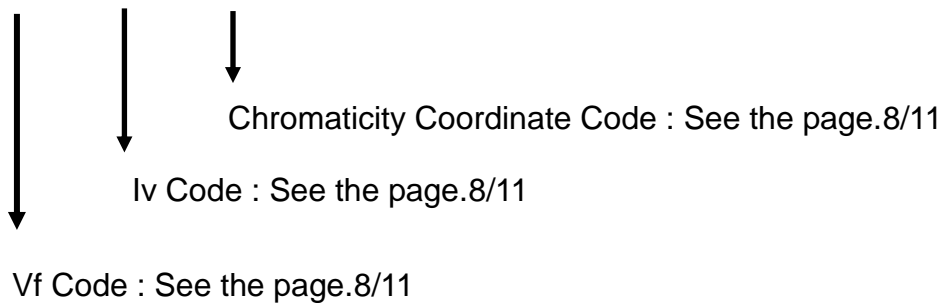 Chromaticity Coordinate Code : See the page.8/11
Iv Code : See the page.8/11
Vf Code : See the page.8/11